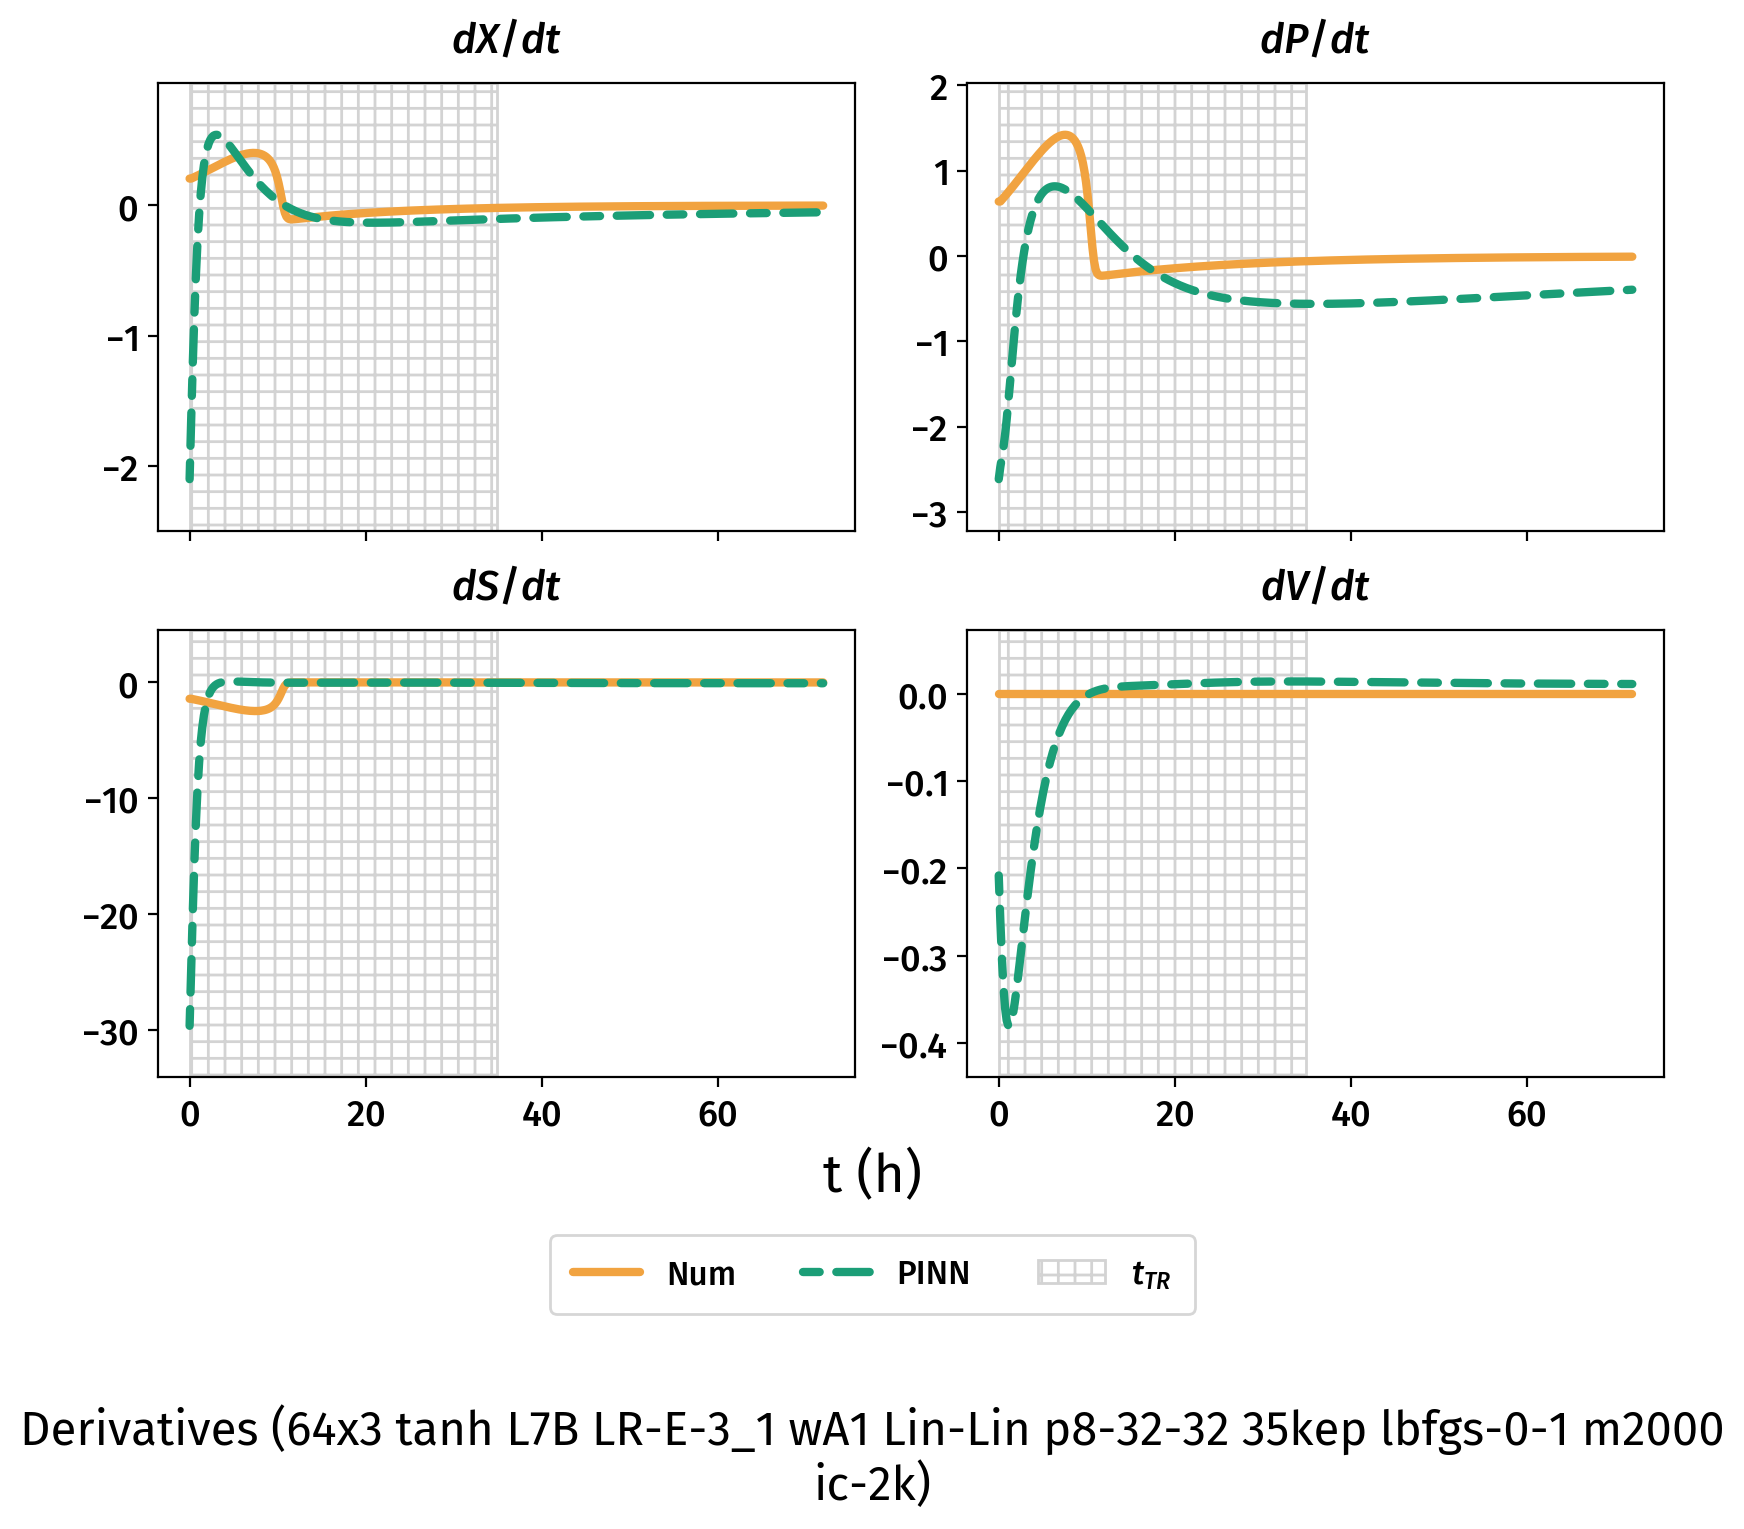 dX/dt
dP/dt
0
−1
−2
2
1
0
−1
−2
−3
dS/dt
dV/dt
0
−10
−20
−30
0.0
−0.1
−0.2
−0.3
−0.4
0 20 40 60
0 20 40 60
t (h)
Num PINN tTR
Derivatives (64x3 tanh L7B LR-E-3_1 wA1 Lin-Lin p8-32-32 35kep lbfgs-0-1 m2000
ic-2k)